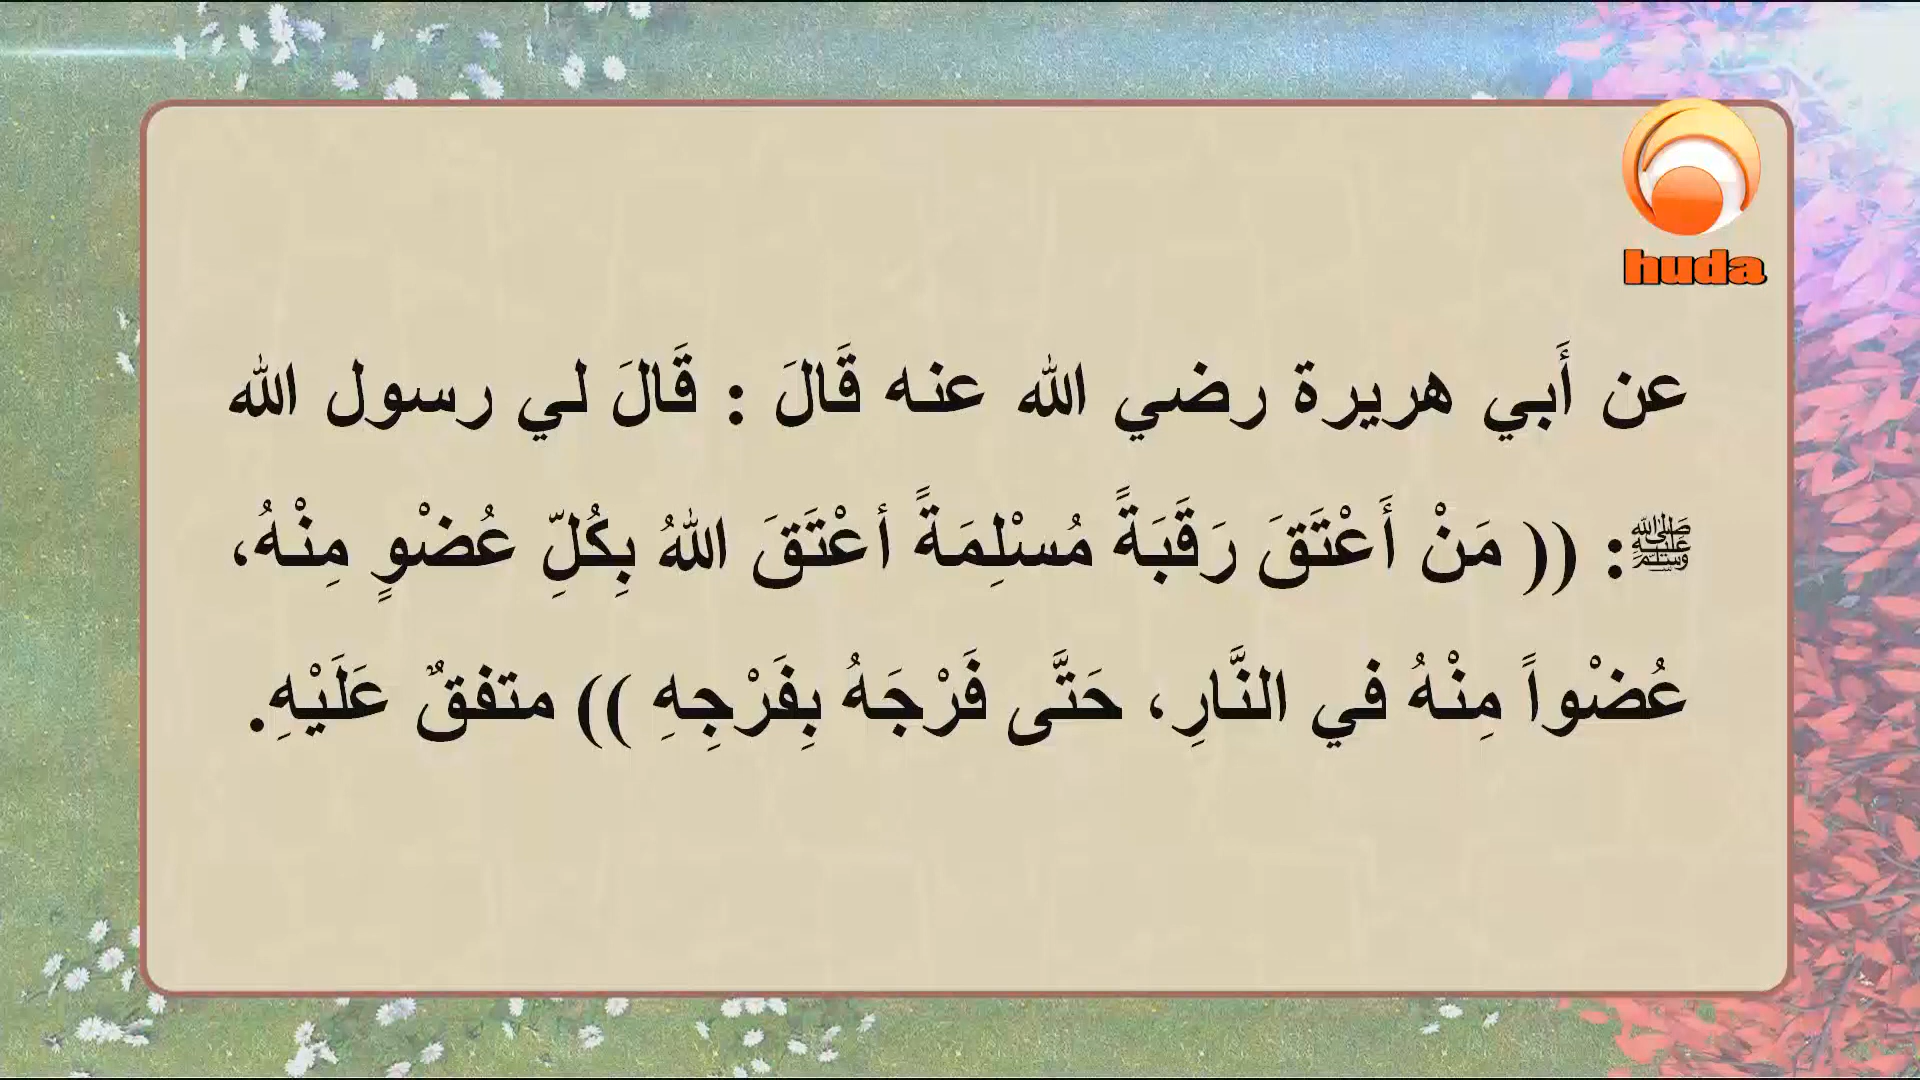 huda
عن أَبي هريرة رضي الله عنه قَالَ : قَالَ لي رسول الله
ﷺ: (( مَنْ أَعْتَقَ رَقَبَةً مُسْلِمَةً أعْتَقَ اللهُ بِكُلِّ عُضْوٍ مِنْهُ،
عُضْواً مِنْهُ في النَّارِ، حَتَّى فَرْجَهُ بِفَرْجِهِ )) متفقٌ عَلَيْهِ.